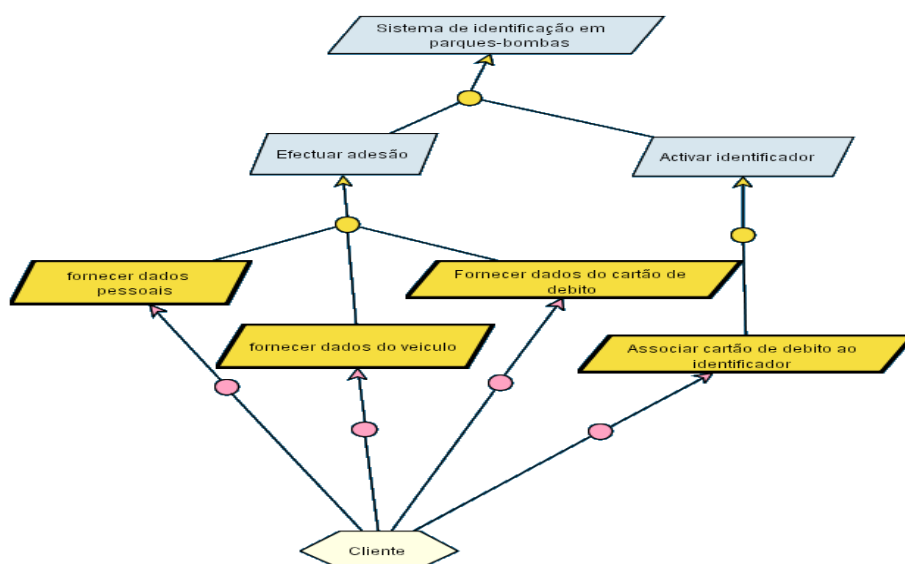 Sistema de identificação em
parques-bombas
Efectuar adesão
Activar identificador
fornecer dados
pessoais
Fornecer dados do cartão de
debito
fornecer dados do veiculo
Associar cartão de debito ao
identificador
Cliente